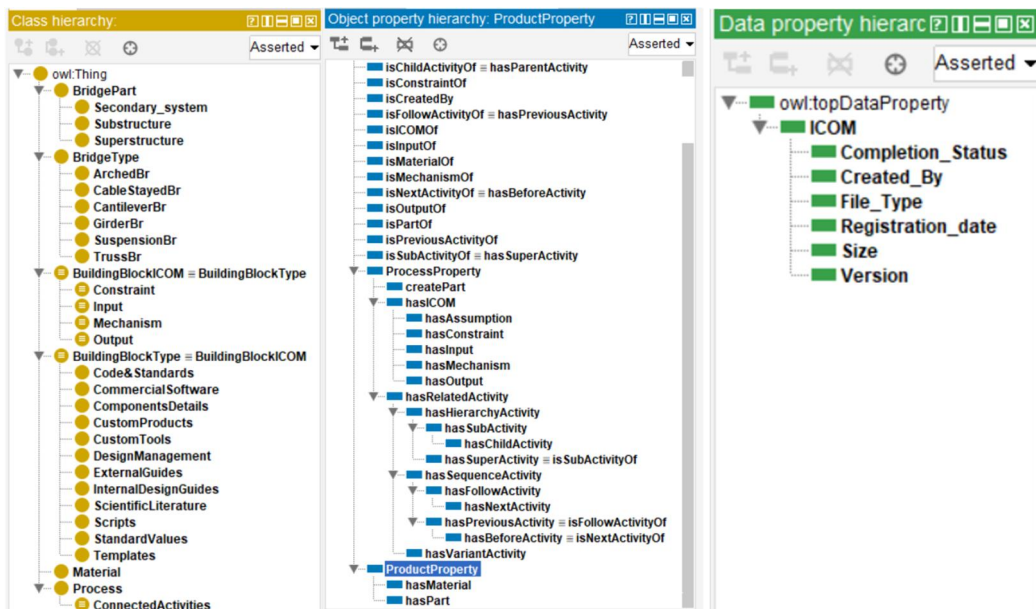 Class hierarchy:
Asserted
owl:Thing
BridgePart
Secondary_system
Substructure
Superstructure
BridgeType
ArchedBr
CableStayedBr
CantileverBr
GirderBr
SuspensionBr
TrussBr
BuildingBlockICOM ≡ BuildingBlockType
Constraint
Input
Mechanism
Output
BuildingBlockType ≡ BuildingBlockICOM
Code&Standards
CommercialSoftware
ComponentsDetails
CustomProducts
CustomTools
DesignManagement
ExternalGuides
InternalDesignGuides
ScientificLiterature
Scripts
StandardValues
Templates
Material
Process
ConnectedActivities
Object property hierarchy: ProductProperty
Asserted
isChildActivityOf ≡ hasParentActivity
isConstraintOf
isCreatedBy
isFollowActivityOf ≡ hasPreviousActivity
isICOMOf
isInputOf
isMaterialOf
isMechanismOf
isNextActivityOf ≡ hasBeforeActivity
isOutputOf
isPartOf
isPreviousActivityOf
isSubActivityOf ≡ hasSuperActivity
ProcessProperty
createPart
hasICOM
hasAssumption
hasConstraint
hasInput
hasMechanism
hasOutput
hasRelatedActivity
hasHierarchyActivity
hasSubActivity
hasChildActivity
hasSuperActivity ≡ isSubActivityOf
hasSequenceActivity
hasFollowActivity
hasNextActivity
hasPreviousActivity ≡ isFollowActivityOf
hasBeforeActivity ≡ isNextActivityOf
hasVariantActivity
ProductProperty
hasMaterial
hasPart
Data property hierarc
Asserted
owl:topDataProperty
ICOM
Completion_Status
Created_By
File_Type
Registration_date
Size
Version